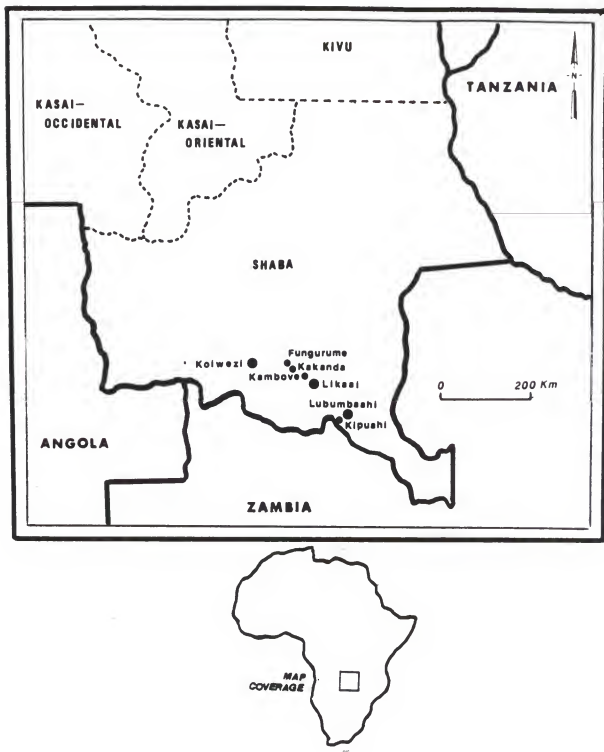 KIVU
TANZANIA
N
KASAI—
OCCIDENTAL
KASAI—
ORIENTAL
SHABA
Kolwezi
Fungurume
Kakanda
Kambove
Likasi
0 200 Km
Lubumbashi
Kipushi
ANGOLA
ZAMBIA
MAP
COVERAGE